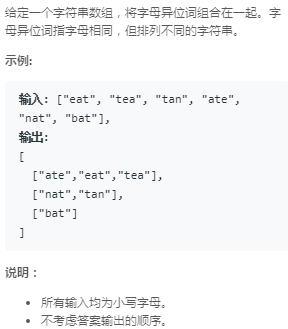 给定一个字符串数组，将字母异位词组合在一起。字
母异位词指字母相同，但排列不同的字符串。
示例:
输入: ["eat", "tea", "tan", "ate",
"nat", "bat"],
输出:
[
  ["ate","eat","tea"],
  ["nat","tan"],
  ["bat"]
]
说明：
• 所有输入均为小写字母。
• 不考虑答案输出的顺序。